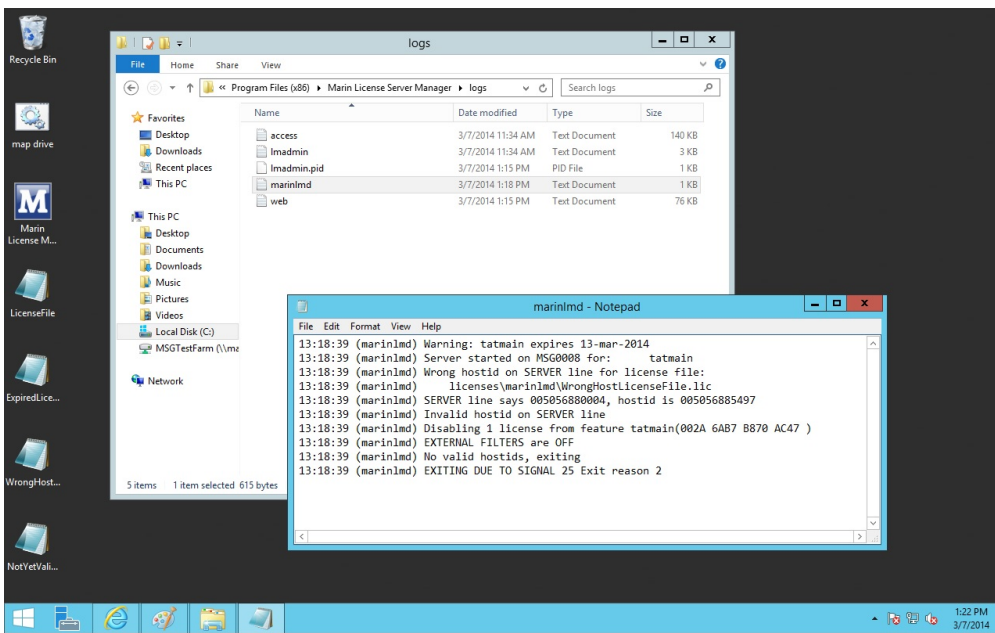 Recycle Bin
map drive
Marin
License M...
LicenseFile
ExpiredLice...
WrongHost...
NotYetVali...
logs
File Home Share View
« Program Files (x86) ▸ Marin License Server Manager ▸ logs
Search logs
Favorites
Desktop
Downloads
Recent places
This PC
This PC
Desktop
Documents
Downloads
Music
Pictures
Videos
Local Disk (C:)
MSGTestFarm (\\ma
Network
Name Date modified Type Size
access 3/7/2014 11:34 AM Text Document 140 KB
lmadmin 3/7/2014 11:34 AM Text Document 3 KB
lmadmin.pid 3/7/2014 1:15 PM PID File 1 KB
marinlmd 3/7/2014 1:18 PM Text Document 1 KB
web 3/7/2014 1:15 PM Text Document 76 KB
5 items 1 item selected 615 bytes
marinlmd - Notepad
File Edit Format View Help
13:18:39 (marinlmd) Warning: tatmain expires 13-mar-2014
13:18:39 (marinlmd) Server started on MSG0008 for: tatmain
13:18:39 (marinlmd) Wrong hostid on SERVER line for license file:
13:18:39 (marinlmd) licenses\marinlmd\WrongHostLicenseFile.lic
13:18:39 (marinlmd) SERVER line says 005056880004, hostid is 005056885497
13:18:39 (marinlmd) Invalid hostid on SERVER line
13:18:39 (marinlmd) Disabling 1 license from feature tatmain(002A 6AB7 B870 AC47 )
13:18:39 (marinlmd) EXTERNAL FILTERS are OFF
13:18:39 (marinlmd) No valid hostids, exiting
13:18:39 (marinlmd) EXITING DUE TO SIGNAL 25 Exit reason 2
1:22 PM
3/7/2014